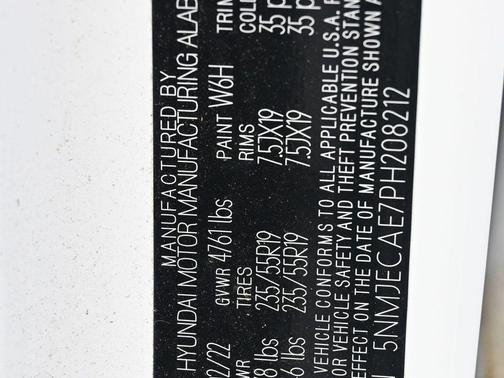 MANUFACTURED BY
HYUNDAI MOTOR MANUFACTURING ALAB
2/22 GVWR 4761 lbs PAINT W6H TRIM
WR TIRES RIMS COL
8 lbs 235/55R19 7.5JX19 35 p
6 lbs 235/55R19 7.5JX19 35 p
VEHICLE CONFORMS TO ALL APPLICABLE U.S.A. F
OR VEHICLE SAFETY AND THEFT PREVENTION STAN
EFFECT ON THE DATE OF MANUFACTURE SHOWN A
5NMJECAE7PH208212